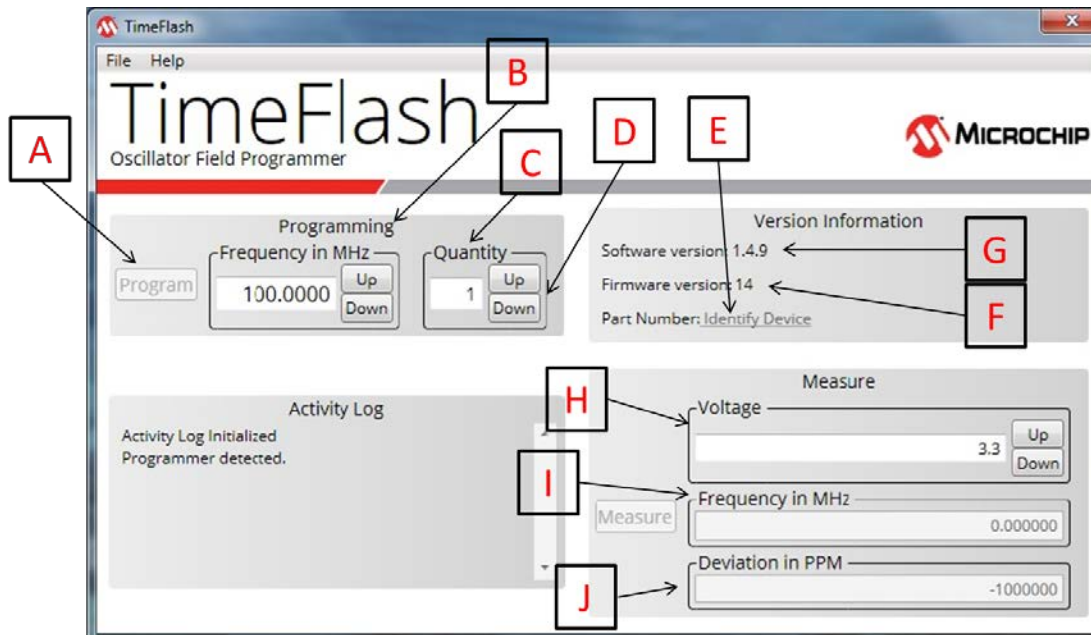 TimeFlash
x
File Help
TimeFlash
Oscillator Field Programmer
MICROCHIP
A
B
C
D
E
Programming
Frequency in MHz
Quantity
Program
100.0000
Up
Down
1
Up
Down
Version Information
Software version: 1.4.9
Firmware version: 14
Part Number: Identify Device
G
F
Activity Log
Activity Log Initialized
Programmer detected.
H
I
J
Measure
Voltage
3.3
Up
Down
Measure
Frequency in MHz
0.000000
Deviation in PPM
-1000000